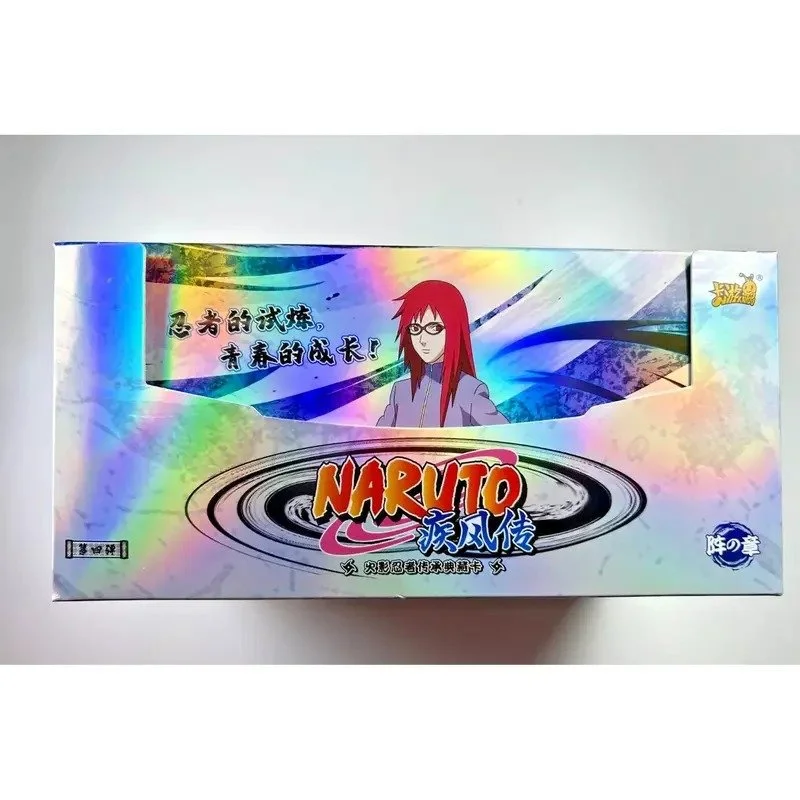 忍者的试炼,
青春的成长!
卡游
®
NARUTO
疾风传
火影忍者传承典藏卡
第四弹
阵の章